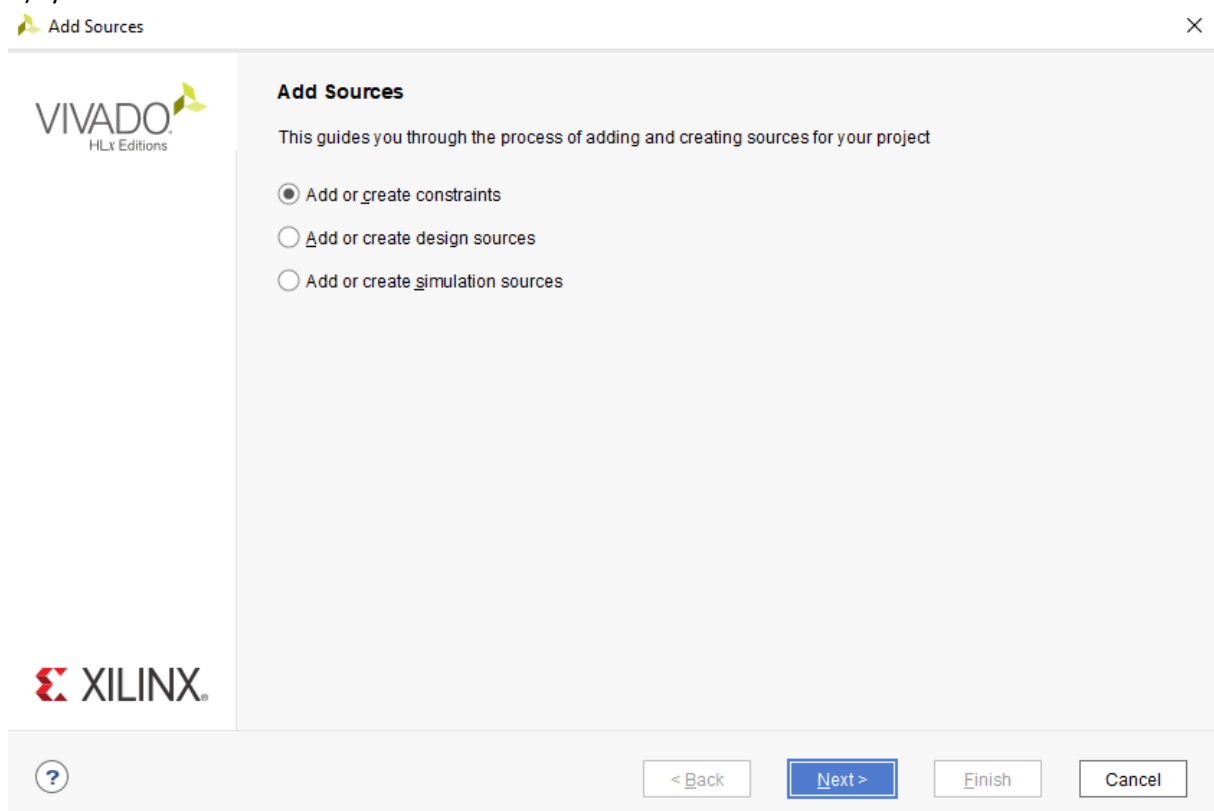 Add Sources
VIVADO.
HLx Editions
Add Sources
This guides you through the process of adding and creating sources for your project
Add or create constraints
Add or create design sources
Add or create simulation sources
XILINX.
?
< Back
Next >
Finish
Cancel